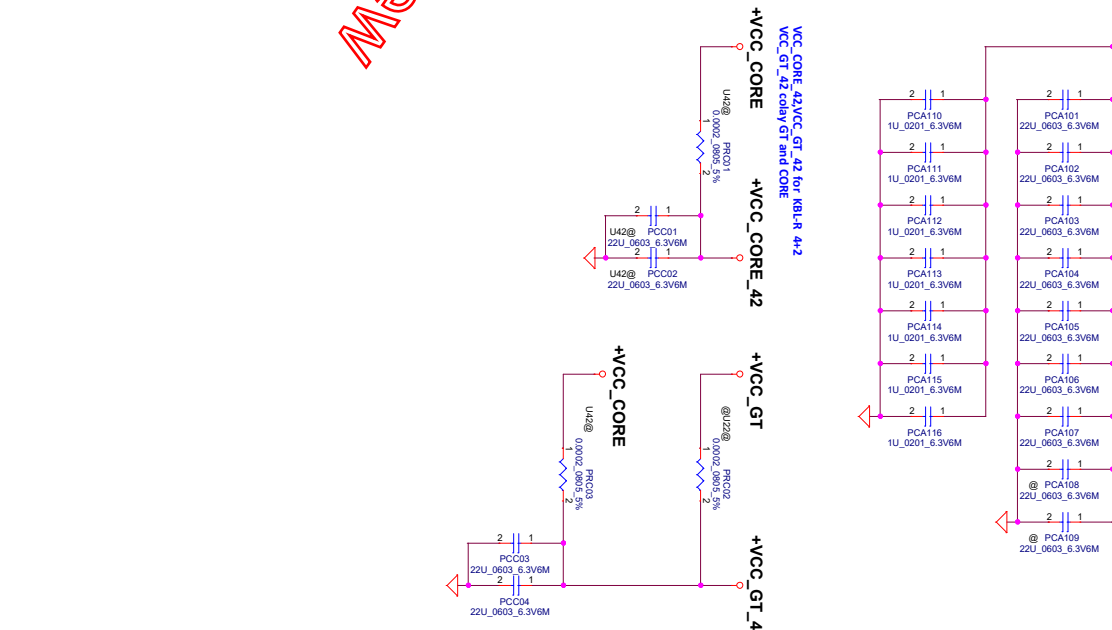 +VCC_CORE
VCC_CORE_42,VCC_GT_42 for KBL-R 4+2
VCC_GT_42 colay GT and CORE
U42@
1
PRC01
0.0002_0805_5%
2
+VCC_CORE_42
2 1
U42@ PCC01
22U_0603_6.3V6M
2 1
U42@ PCC02
22U_0603_6.3V6M
+VCC_CORE
U42@
1
PRC03
0.0002_0805_5%
2
+VCC_GT
@U22@
1
PRC02
0.0002_0805_5%
2
2 1
PCC03
22U_0603_6.3V6M
2 1
PCC04
22U_0603_6.3V6M
+VCC_GT_4
2 1
PCA110
1U_0201_6.3V6M
2 1
PCA111
1U_0201_6.3V6M
2 1
PCA112
1U_0201_6.3V6M
2 1
PCA113
1U_0201_6.3V6M
2 1
PCA114
1U_0201_6.3V6M
2 1
PCA115
1U_0201_6.3V6M
2 1
PCA116
1U_0201_6.3V6M
2 1
PCA101
22U_0603_6.3V6M
2 1
PCA102
22U_0603_6.3V6M
2 1
PCA103
22U_0603_6.3V6M
2 1
PCA104
22U_0603_6.3V6M
2 1
PCA105
22U_0603_6.3V6M
2 1
PCA106
22U_0603_6.3V6M
2 1
PCA107
22U_0603_6.3V6M
2 1
@ PCA108
22U_0603_6.3V6M
2 1
@ PCA109
22U_0603_6.3V6M